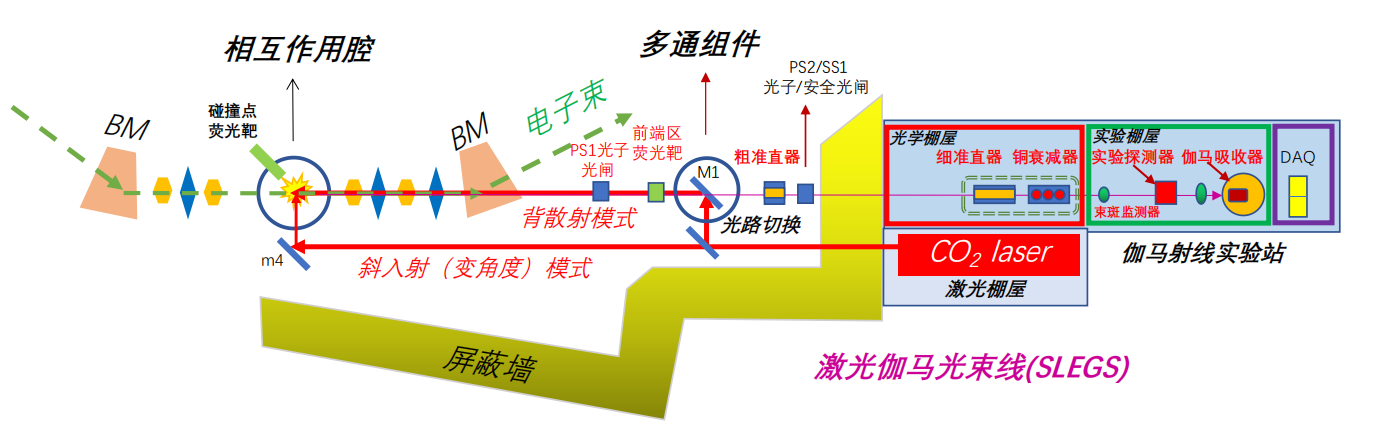 相互作用腔
多通组件
PS2/SS1
光子/安全光闸
BM
碰撞点
荧光靶
BM
电子束
PS1光子
光闸
前端区
荧光靶
M1
粗准直器
光学棚屋
细准直器
铜衰减器
实验棚屋
实验探测器
伽马吸收器
DAQ
束斑监测器
背散射模式
光路切换
m4
斜入射（变角度）模式
CO2 laser
激光棚屋
伽马射线实验站
屏蔽墙
激光伽马光束线(SLEGS)